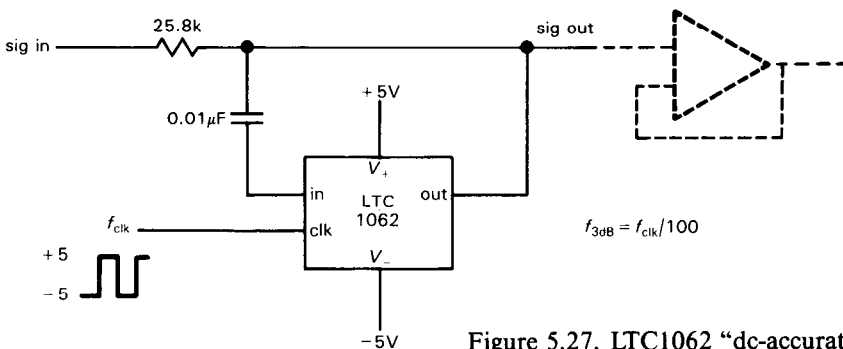 25.8k
sig in
sig out
+5V
0.01μF
V+
in
LTC
1062
out
fclk
clk
f3dB = fclk/100
+5
V−
−5
−5V
Figure 5.27. LTC1062 “dc-accurat